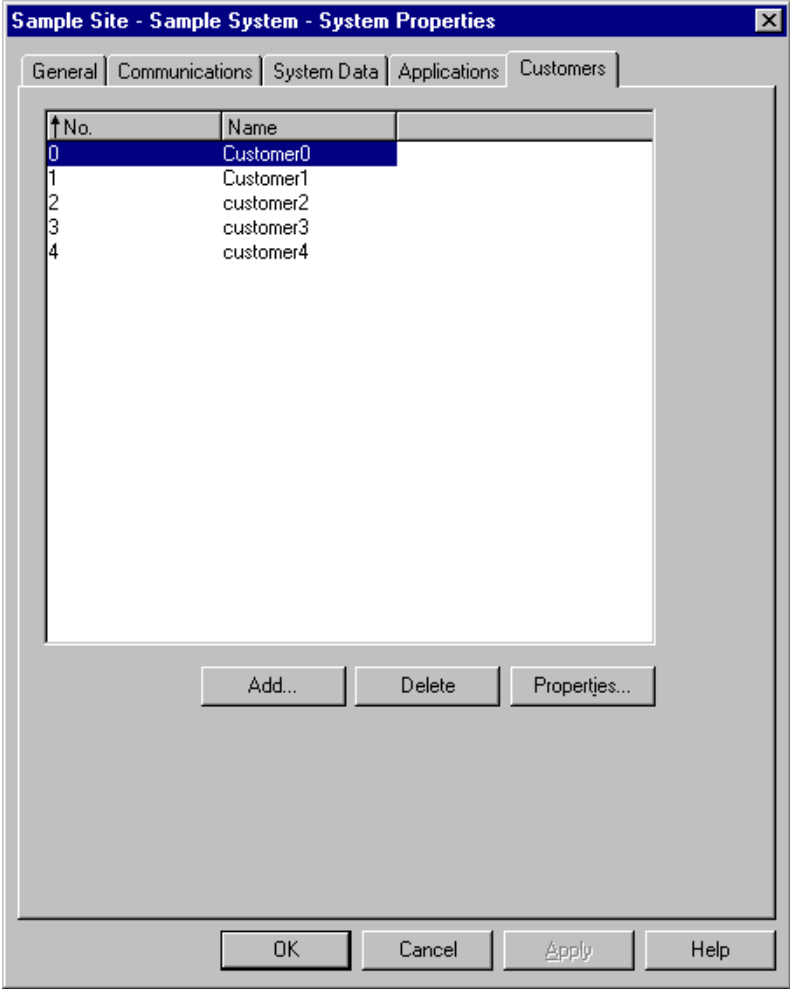 Sample Site - Sample System - System Properties
General Communications System Data Applications Customers
No. Name
0 Customer0
1 Customer1
2 customer2
3 customer3
4 customer4
Add... Delete Properties...
OK Cancel Apply Help